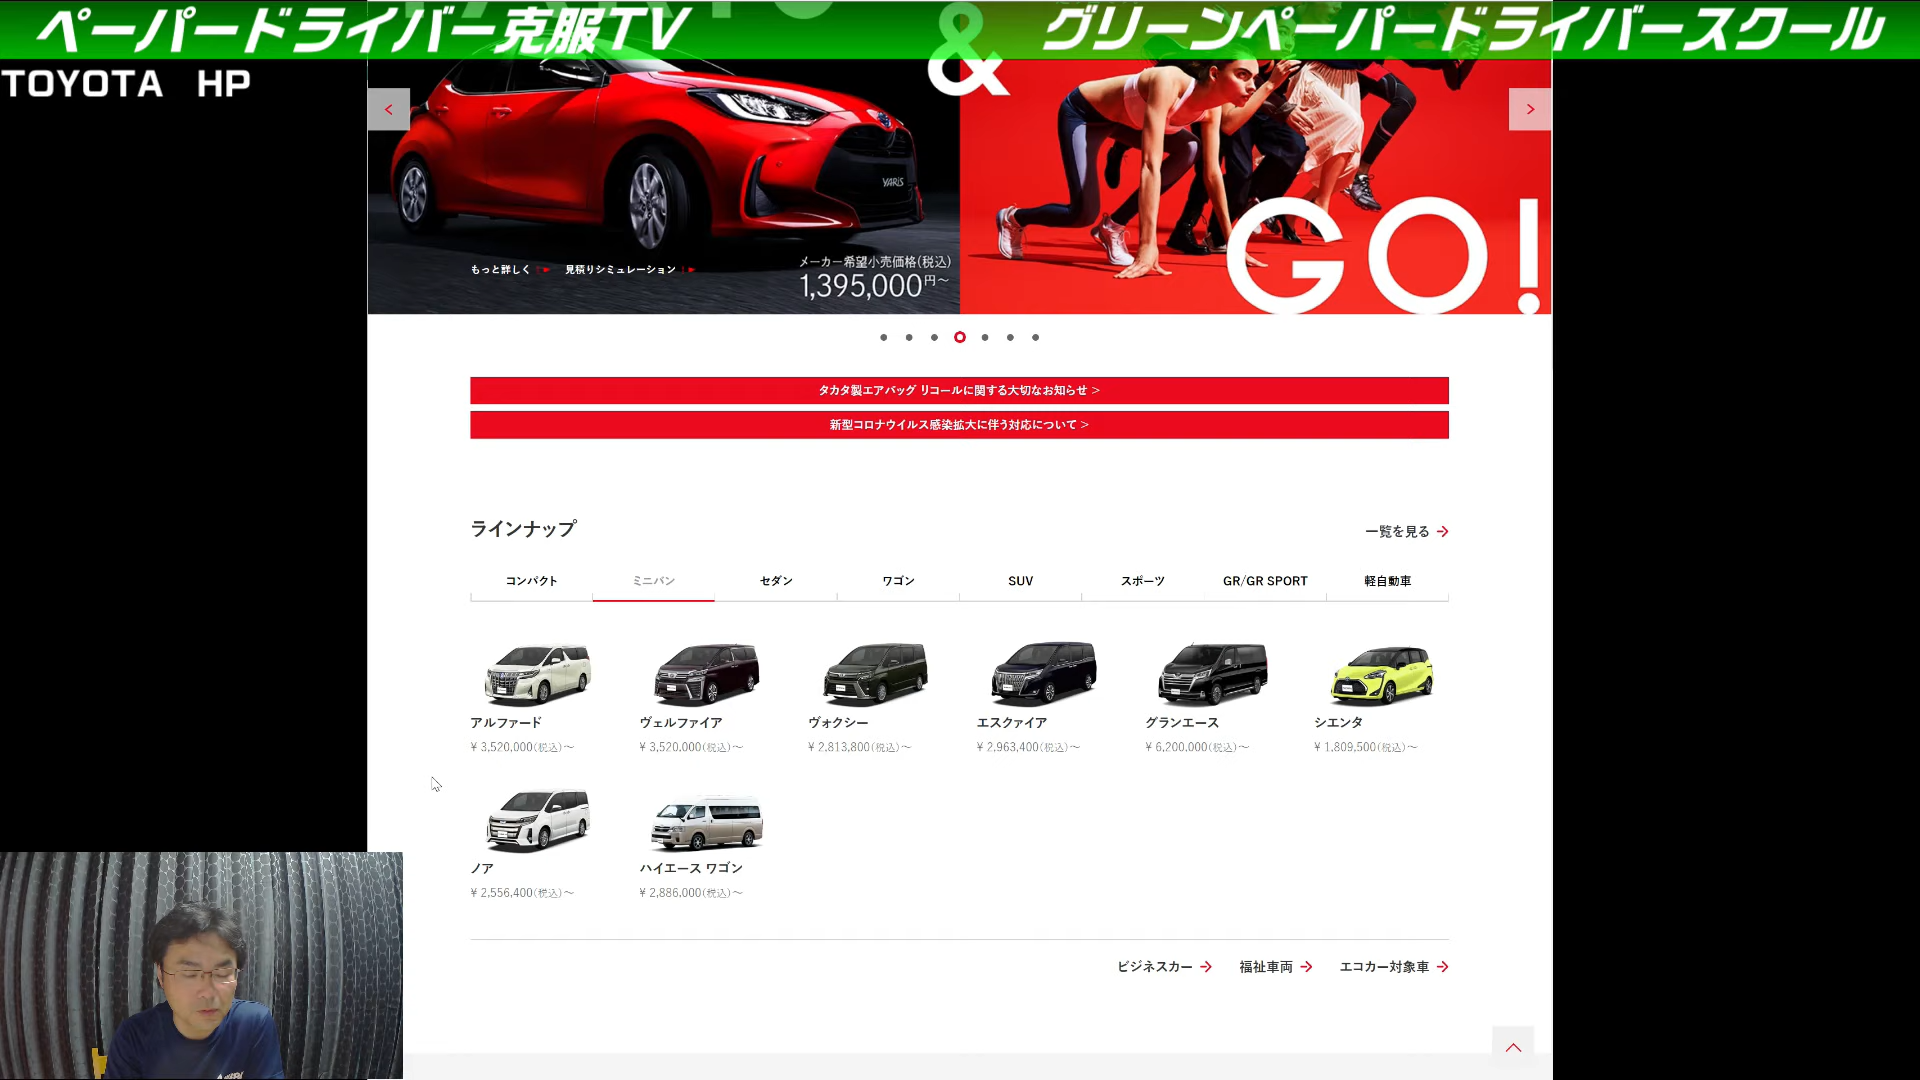 ペーパードライバー克服TV
グリーンペーパードライバースクール
TOYOTA HP
&
YARiS
GO!
もっと詳しく
見積りシミュレーション
メーカー希望小売価格(税込)
1,395,000円~
タカタ製エアバッグ リコールに関する大切なお知らせ >
新型コロナウイルス感染拡大に伴う対応について >
ラインナップ
一覧を見る
コンパクト
ミニバン
セダン
ワゴン
SUV
スポーツ
GR/GR SPORT
軽自動車
アルファード
ヴェルファイア
ヴォクシー
エスクァイア
グランエース
シエンタ
¥ 3,520,000(税込)~
¥ 3,520,000(税込)~
¥ 2,813,800(税込)~
¥ 2,963,400(税込)~
¥ 6,200,000(税込)~
¥ 1,809,500(税込)~
ノア
ハイエース ワゴン
¥ 2,556,400(税込)~
¥ 2,886,000(税込)~
ビジネスカー
福祉車両
エコカー対象車